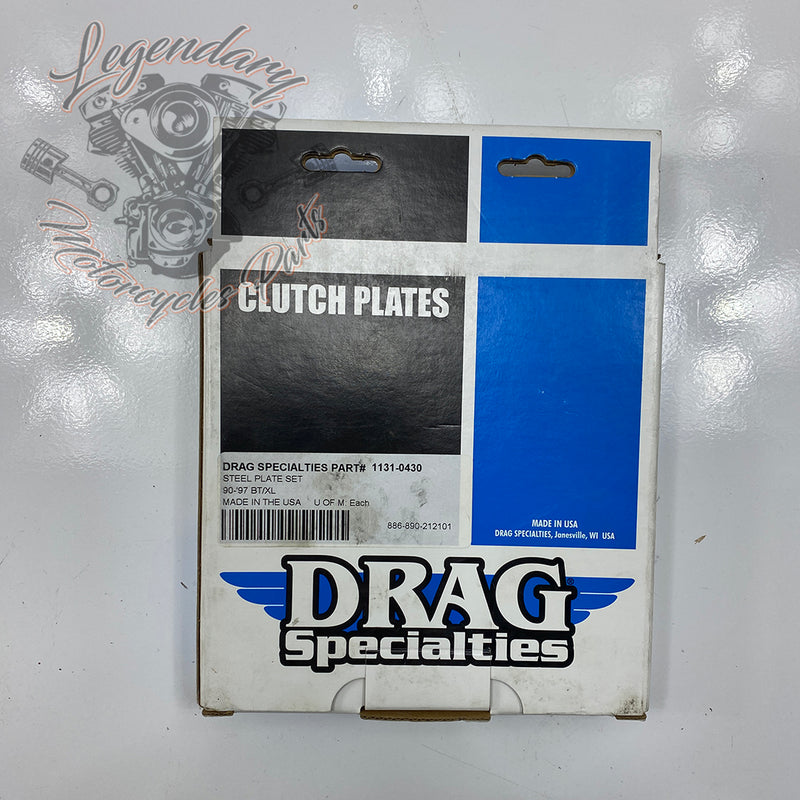 Legendary
Motorcycles Parts
CLUTCH PLATES
DRAG SPECIALTIES PART# 1131-0430
STEEL PLATE SET
90-'97 BT/XL
MADE IN THE USA U OF M: Each
886-890-212101
MADE IN USA
DRAG SPECIALTIES, Janesville, WI USA
DRAG®
Specialties